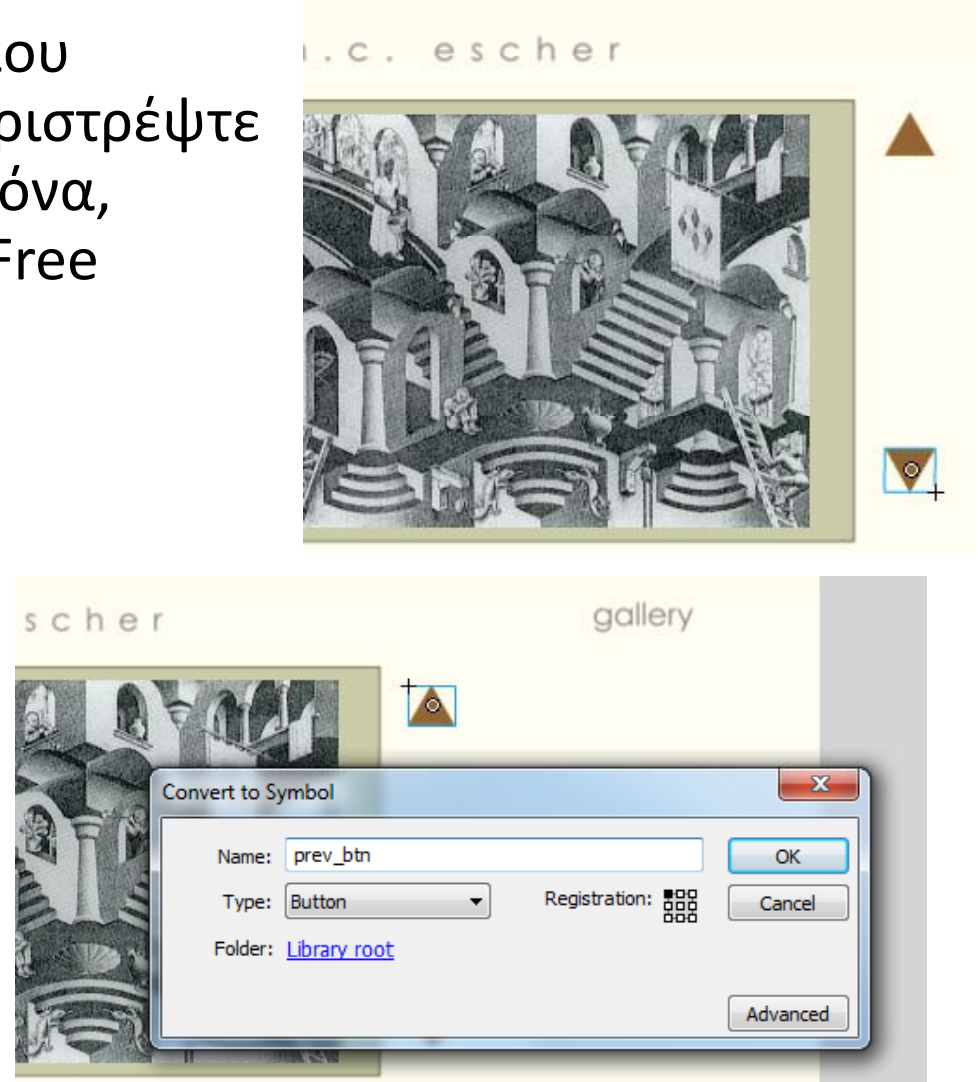 ου
ριστρέψτε
όνα,
Free
.c. escher
scher
gallery
Convert to Symbol
Name: prev_btn
OK
Type: Button
Registration:
Cancel
Folder: Library root
Advanced